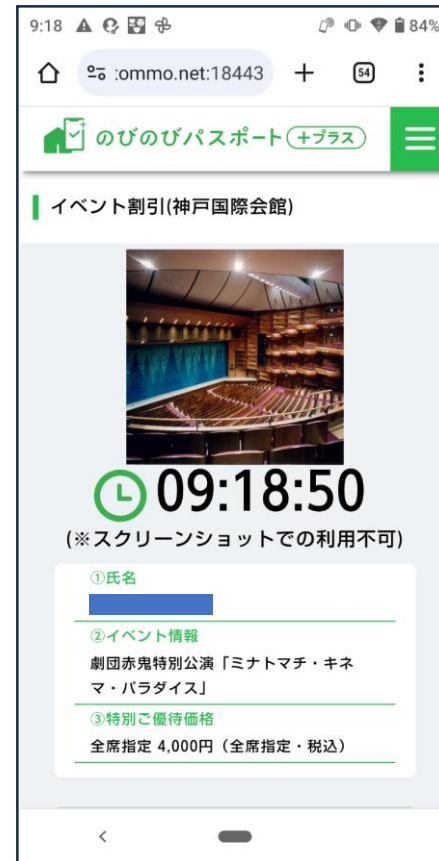 9:18
84%
:ommo.net:18443
54
のびのびパスポート +プラス
イベント割引(神戸国際会館)
09:18:50
(※スクリーンショットでの利用不可)
①氏名
②イベント情報
劇団赤鬼特別公演「ミナトマチ・キネ
マ・パラダイス」
③特別ご優待価格
全席指定 4,000円（全席指定・税込）